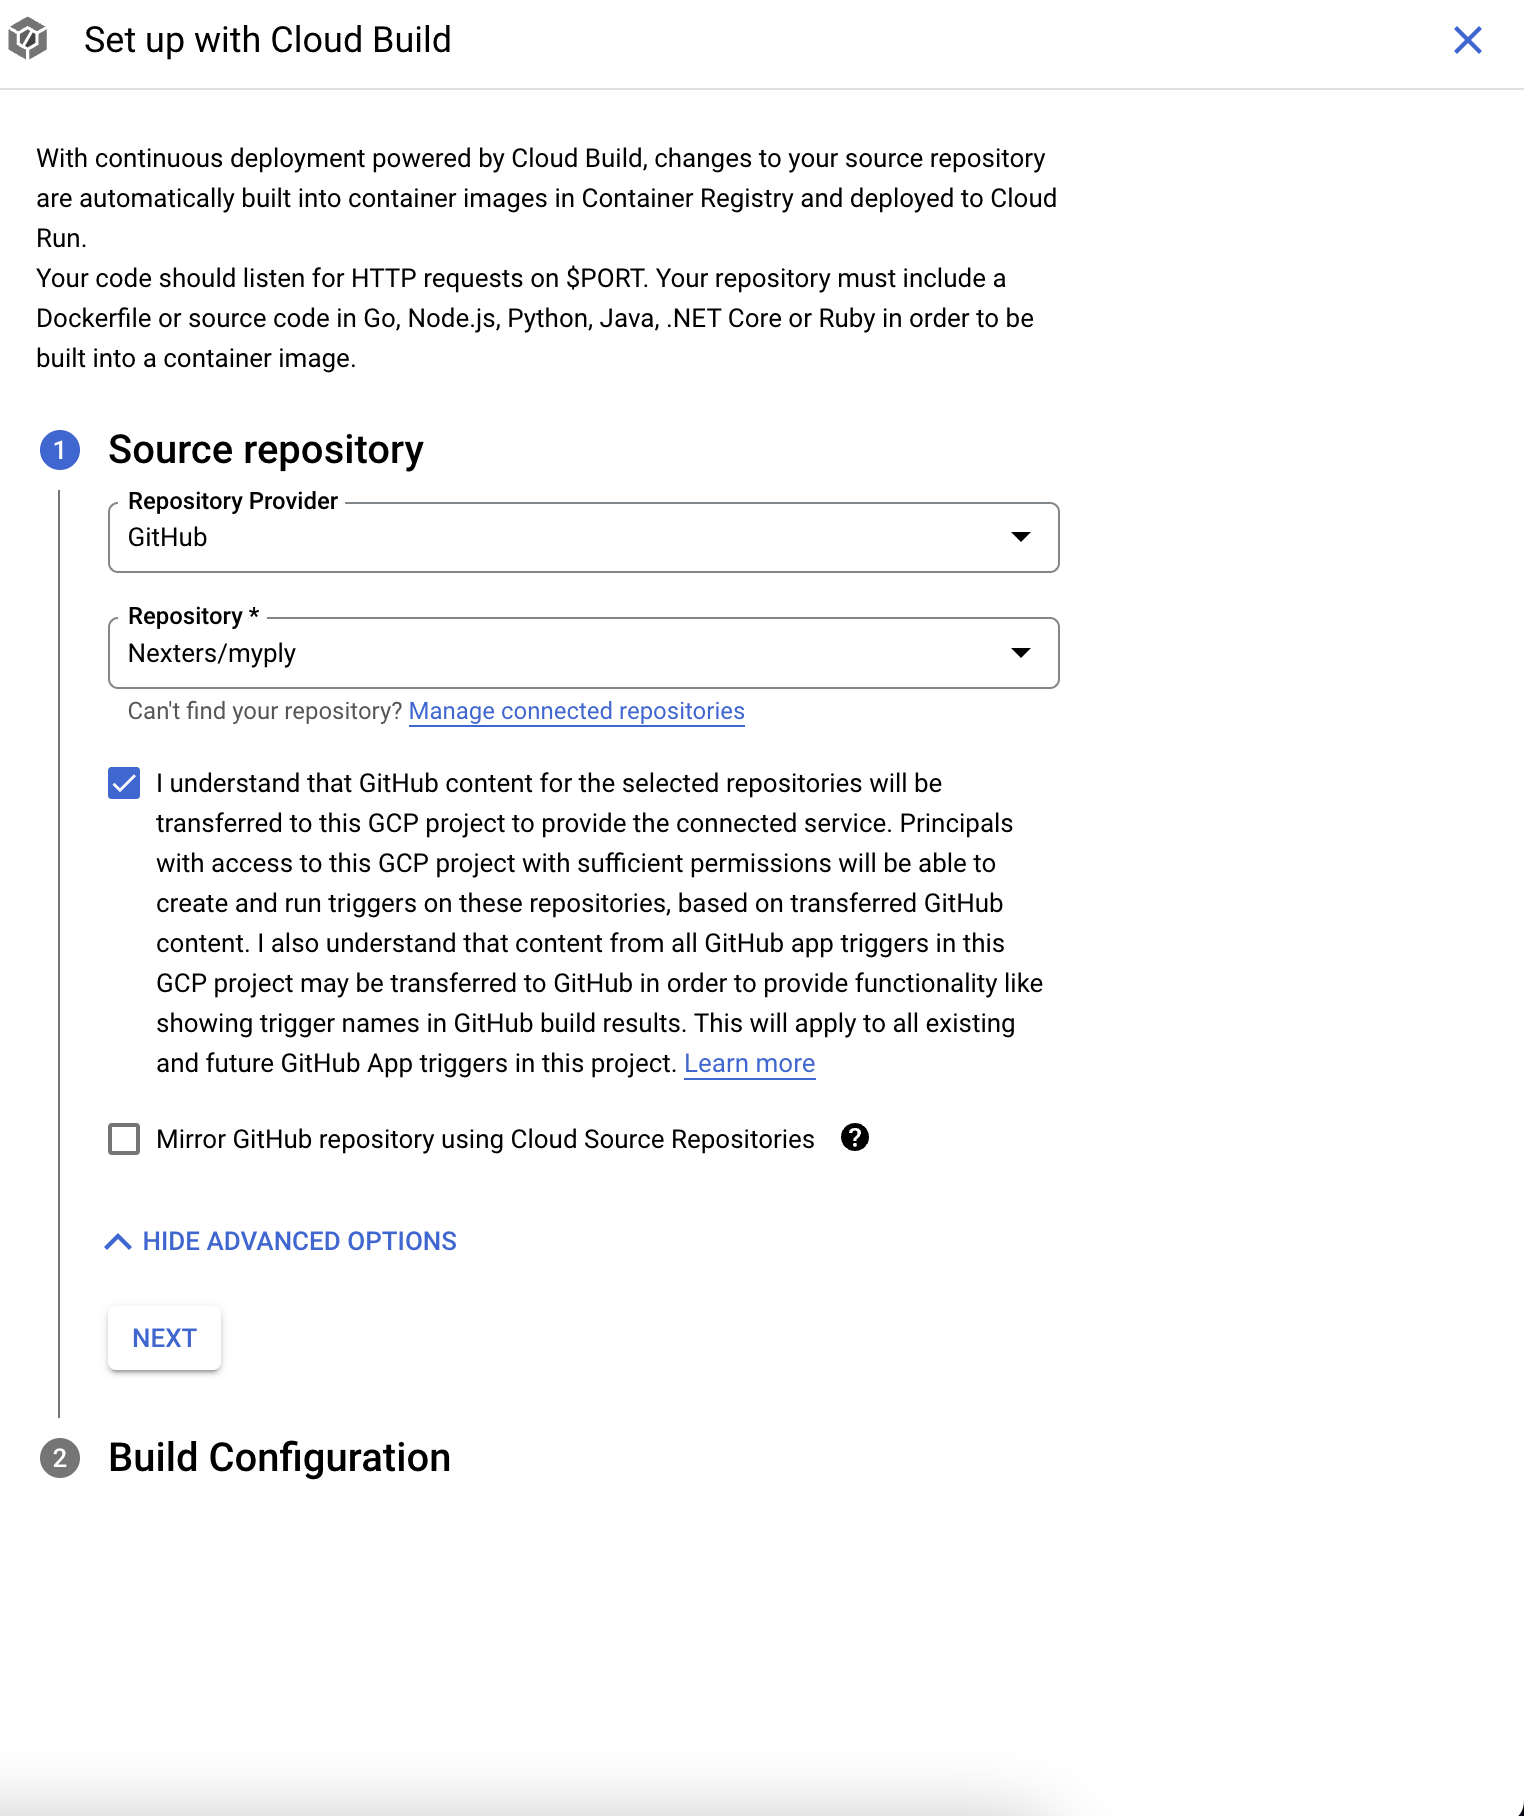 Set up with Cloud Build
With continuous deployment powered by Cloud Build, changes to your source repository
are automatically built into container images in Container Registry and deployed to Cloud
Run.
Your code should listen for HTTP requests on $PORT. Your repository must include a
Dockerfile or source code in Go, Node.js, Python, Java, .NET Core or Ruby in order to be
built into a container image.
1 Source repository
Repository Provider
GitHub
Repository *
Nexters/myply
Can't find your repository? Manage connected repositories
I understand that GitHub content for the selected repositories will be
transferred to this GCP project to provide the connected service. Principals
with access to this GCP project with sufficient permissions will be able to
create and run triggers on these repositories, based on transferred GitHub
content. I also understand that content from all GitHub app triggers in this
GCP project may be transferred to GitHub in order to provide functionality like
showing trigger names in GitHub build results. This will apply to all existing
and future GitHub App triggers in this project. Learn more
Mirror GitHub repository using Cloud Source Repositories ?
HIDE ADVANCED OPTIONS
NEXT
2 Build Configuration